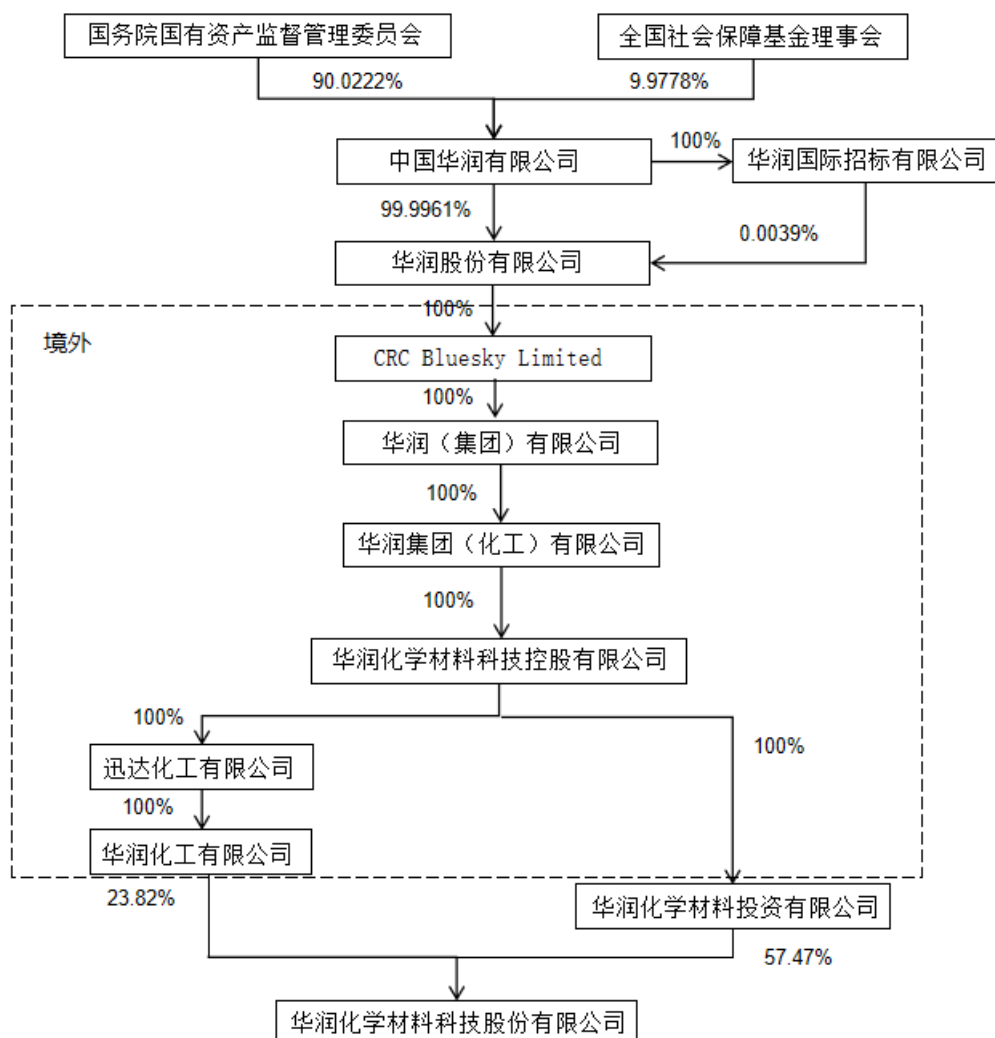 国务院国有资产监督管理委员会
全国社会保障基金理事会
90.0222%
9.9778%
中国华润有限公司
100%
华润国际招标有限公司
99.9961%
0.0039%
华润股份有限公司
100%
境外
CRC Bluesky Limited
100%
华润（集团）有限公司
100%
华润集团（化工）有限公司
100%
华润化学材料科技控股有限公司
100%
100%
迅达化工有限公司
100%
华润化工有限公司
23.82%
华润化学材料投资有限公司
57.47%
华润化学材料科技股份有限公司